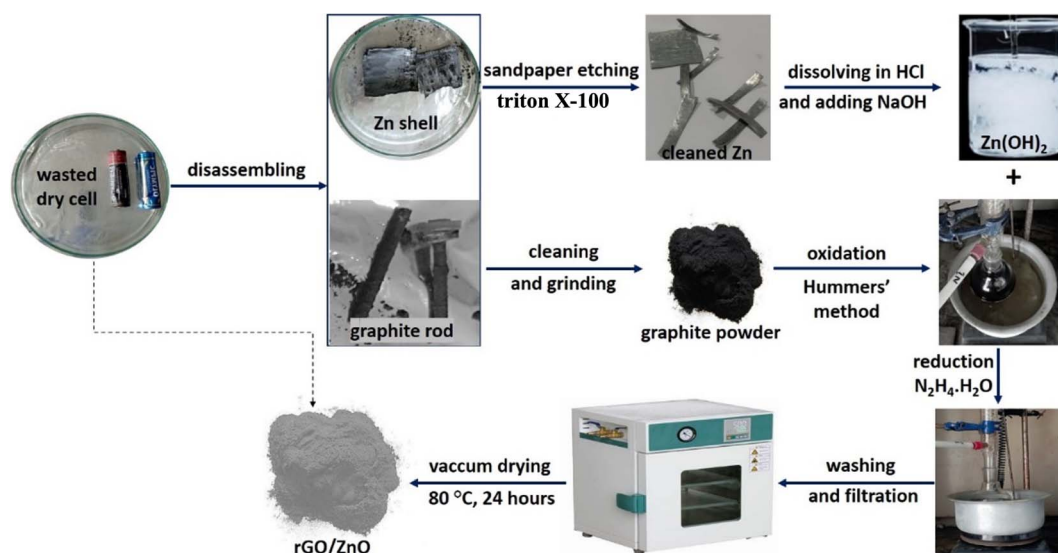 wasted
dry cell
disassembling
Zn shell
graphite rod
sandpaper etching
triton X-100
cleaned Zn
dissolving in HCl
and adding NaOH
Zn(OH)₂
+
cleaning
and grinding
graphite powder
oxidation
Hummers'
method
reduction
N₂H₄.H₂O
washing
and filtration
vaccum drying
80 °C, 24 hours
rGO/ZnO